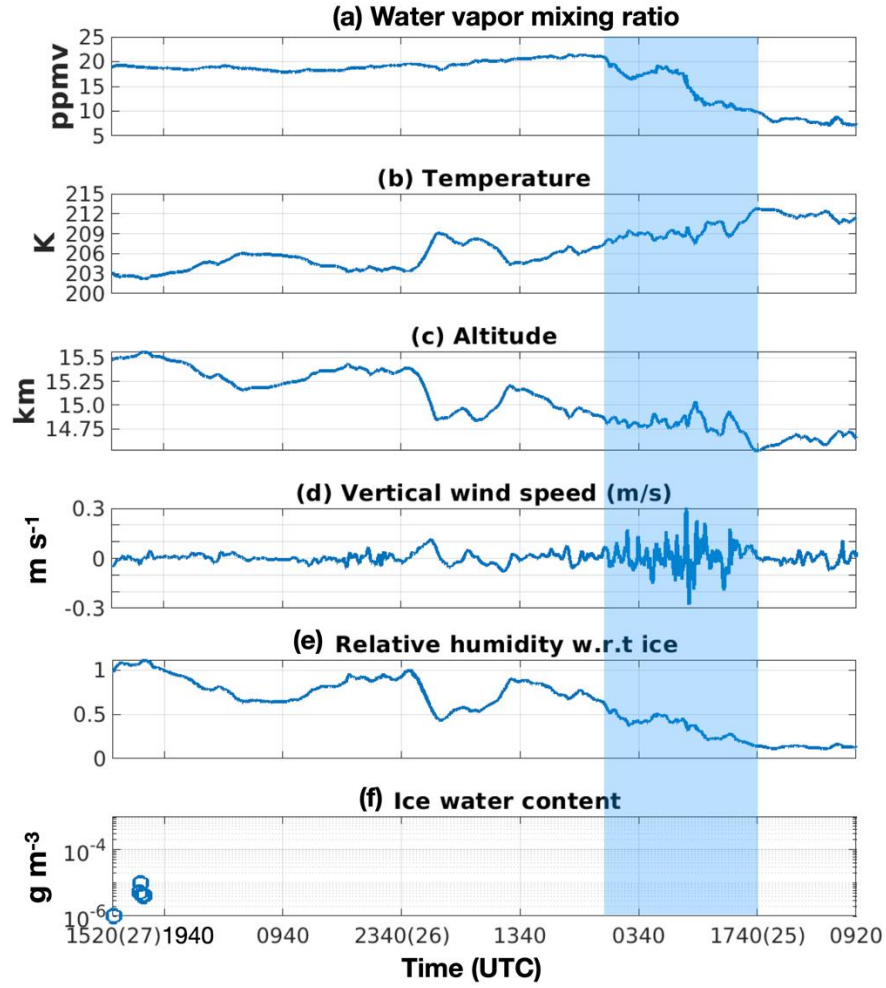 (a) Water vapor mixing ratio
25
20
15
10
5
ppmv
(b) Temperature
215
212
209
206
203
200
K
(c) Altitude
15.5
15.25
15.0
14.75
km
(d) Vertical wind speed (m/s)
0.3
0
-0.3
m s-1
(e) Relative humidity w.r.t ice
1
0.5
0
(f) Ice water content
10-4
10-6
g m-3
1520(27) 1940 0940 2340(26) 1340 0340 1740(25) 0920
Time (UTC)